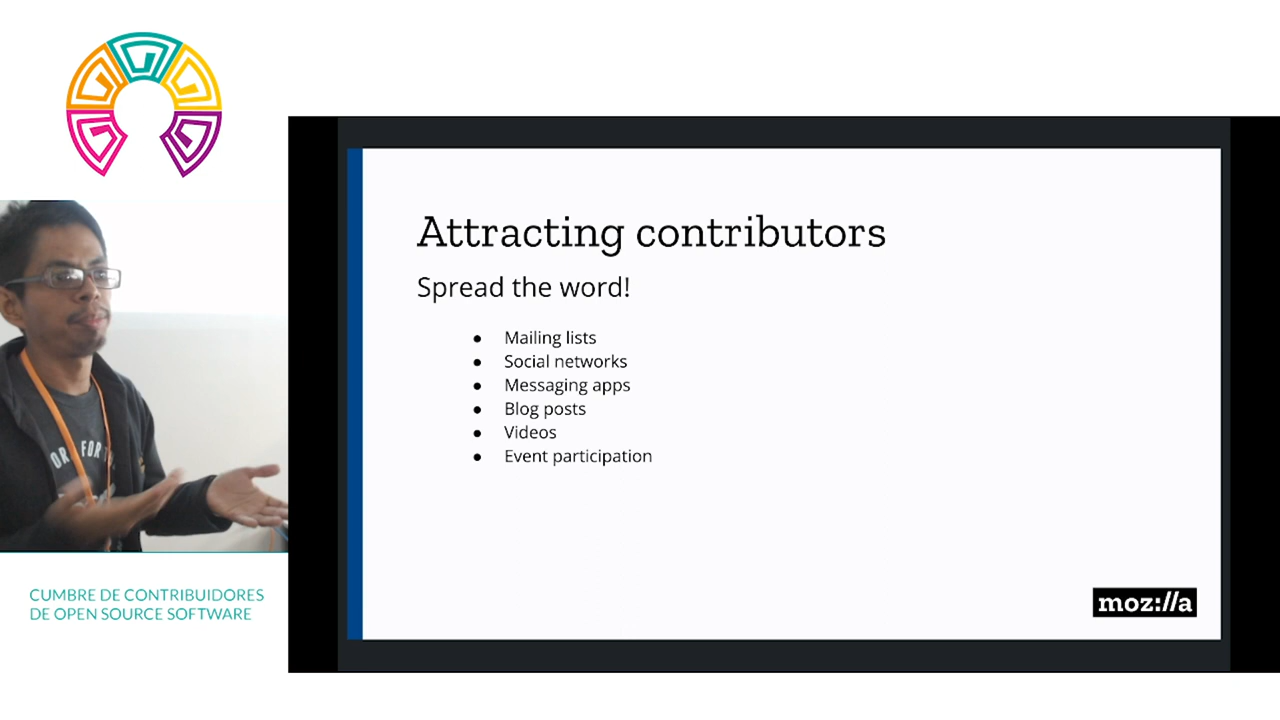 Attracting contributors
Spread the word!
● Mailing lists
● Social networks
● Messaging apps
● Blog posts
● Videos
● Event participation
moz://a
CUMBRE DE CONTRIBUIDORES
DE OPEN SOURCE SOFTWARE